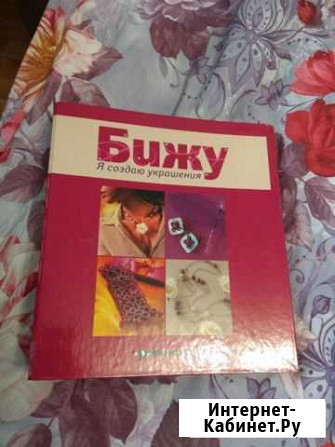 Бижу
Я создаю украшения
Интернет-
Кабинет.Ру